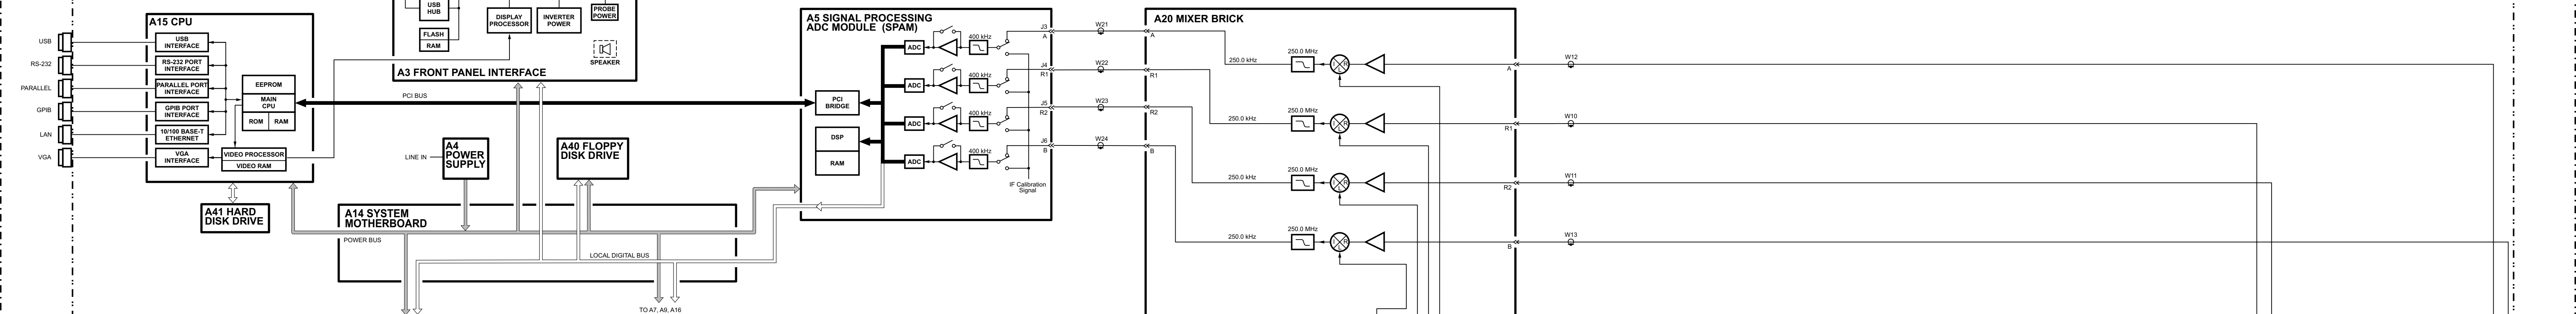 USB
RS-232
PARALLEL
GPIB
LAN
VGA
A15 CPU
USB
INTERFACE
RS-232 PORT
INTERFACE
PARALLEL PORT
INTERFACE
GPIB PORT
INTERFACE
10/100 BASE-T
ETHERNET
VGA
INTERFACE
EEPROM
MAIN
CPU
ROM
RAM
VIDEO PROCESSOR
VIDEO RAM
A41 HARD
DISK DRIVE
USB
HUB
FLASH
RAM
DISPLAY
PROCESSOR
INVERTER
POWER
PROBE
POWER
SPEAKER
A3 FRONT PANEL INTERFACE
PCI BUS
LINE IN
A4
POWER
SUPPLY
A40 FLOPPY
DISK DRIVE
A14 SYSTEM
MOTHERBOARD
POWER BUS
LOCAL DIGITAL BUS
TO A7, A9, A16
A5 SIGNAL PROCESSING
ADC MODULE (SPAM)
PCI
BRIDGE
DSP
RAM
ADC
400 kHz
ADC
400 kHz
ADC
400 kHz
ADC
400 kHz
IF Calibration
Signal
J3
A
J4
R1
J5
R2
J6
B
W21
W22
W23
W24
A20 MIXER BRICK
A
R1
R2
B
250.0 kHz
250.0 MHz
I
R
L
A
W12
250.0 kHz
250.0 MHz
I
R
L
R1
W10
250.0 kHz
250.0 MHz
I
R
L
R2
W11
250.0 kHz
250.0 MHz
I
R
L
B
W13